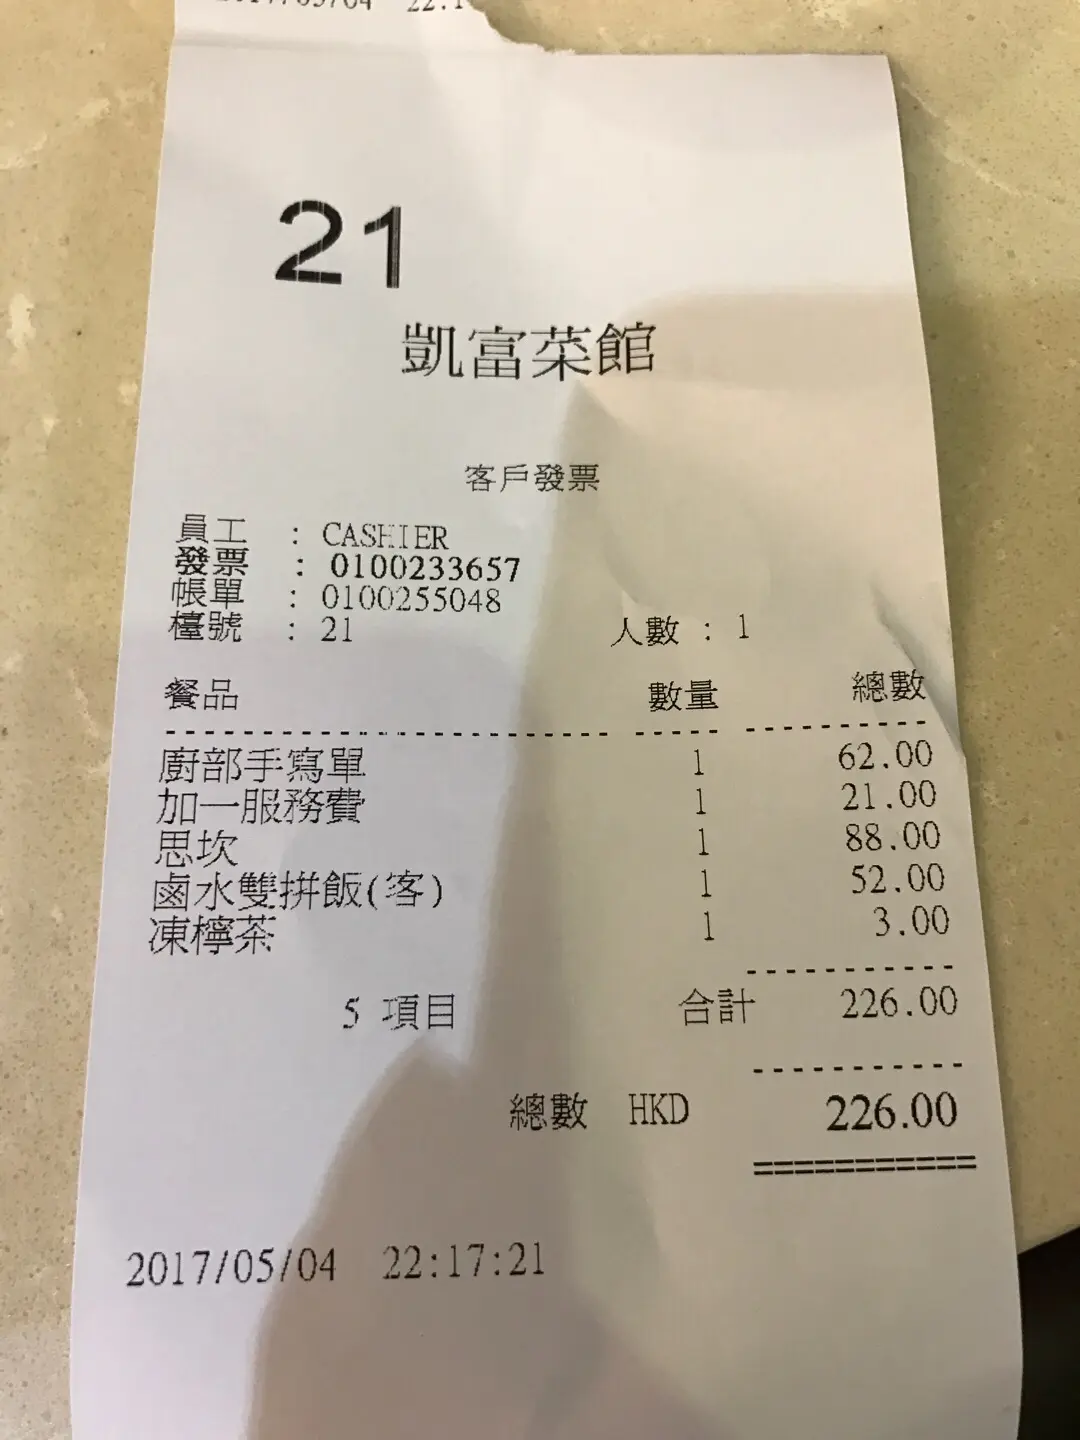 21
凱富菜館
客戶發票
員工 : CASHIER
發票 : 0100233657
帳單 : 0100255048
檯號 : 21 人數 : 1
餐品 數量 總數
廚部手寫單 1 62.00
加一服務費 1 21.00
思坎 1 88.00
鹵水雙拼飯(客) 1 52.00
凍檸茶 1 3.00
5 項目 合計 226.00
總數 HKD 226.00
2017/05/04 22:17:21